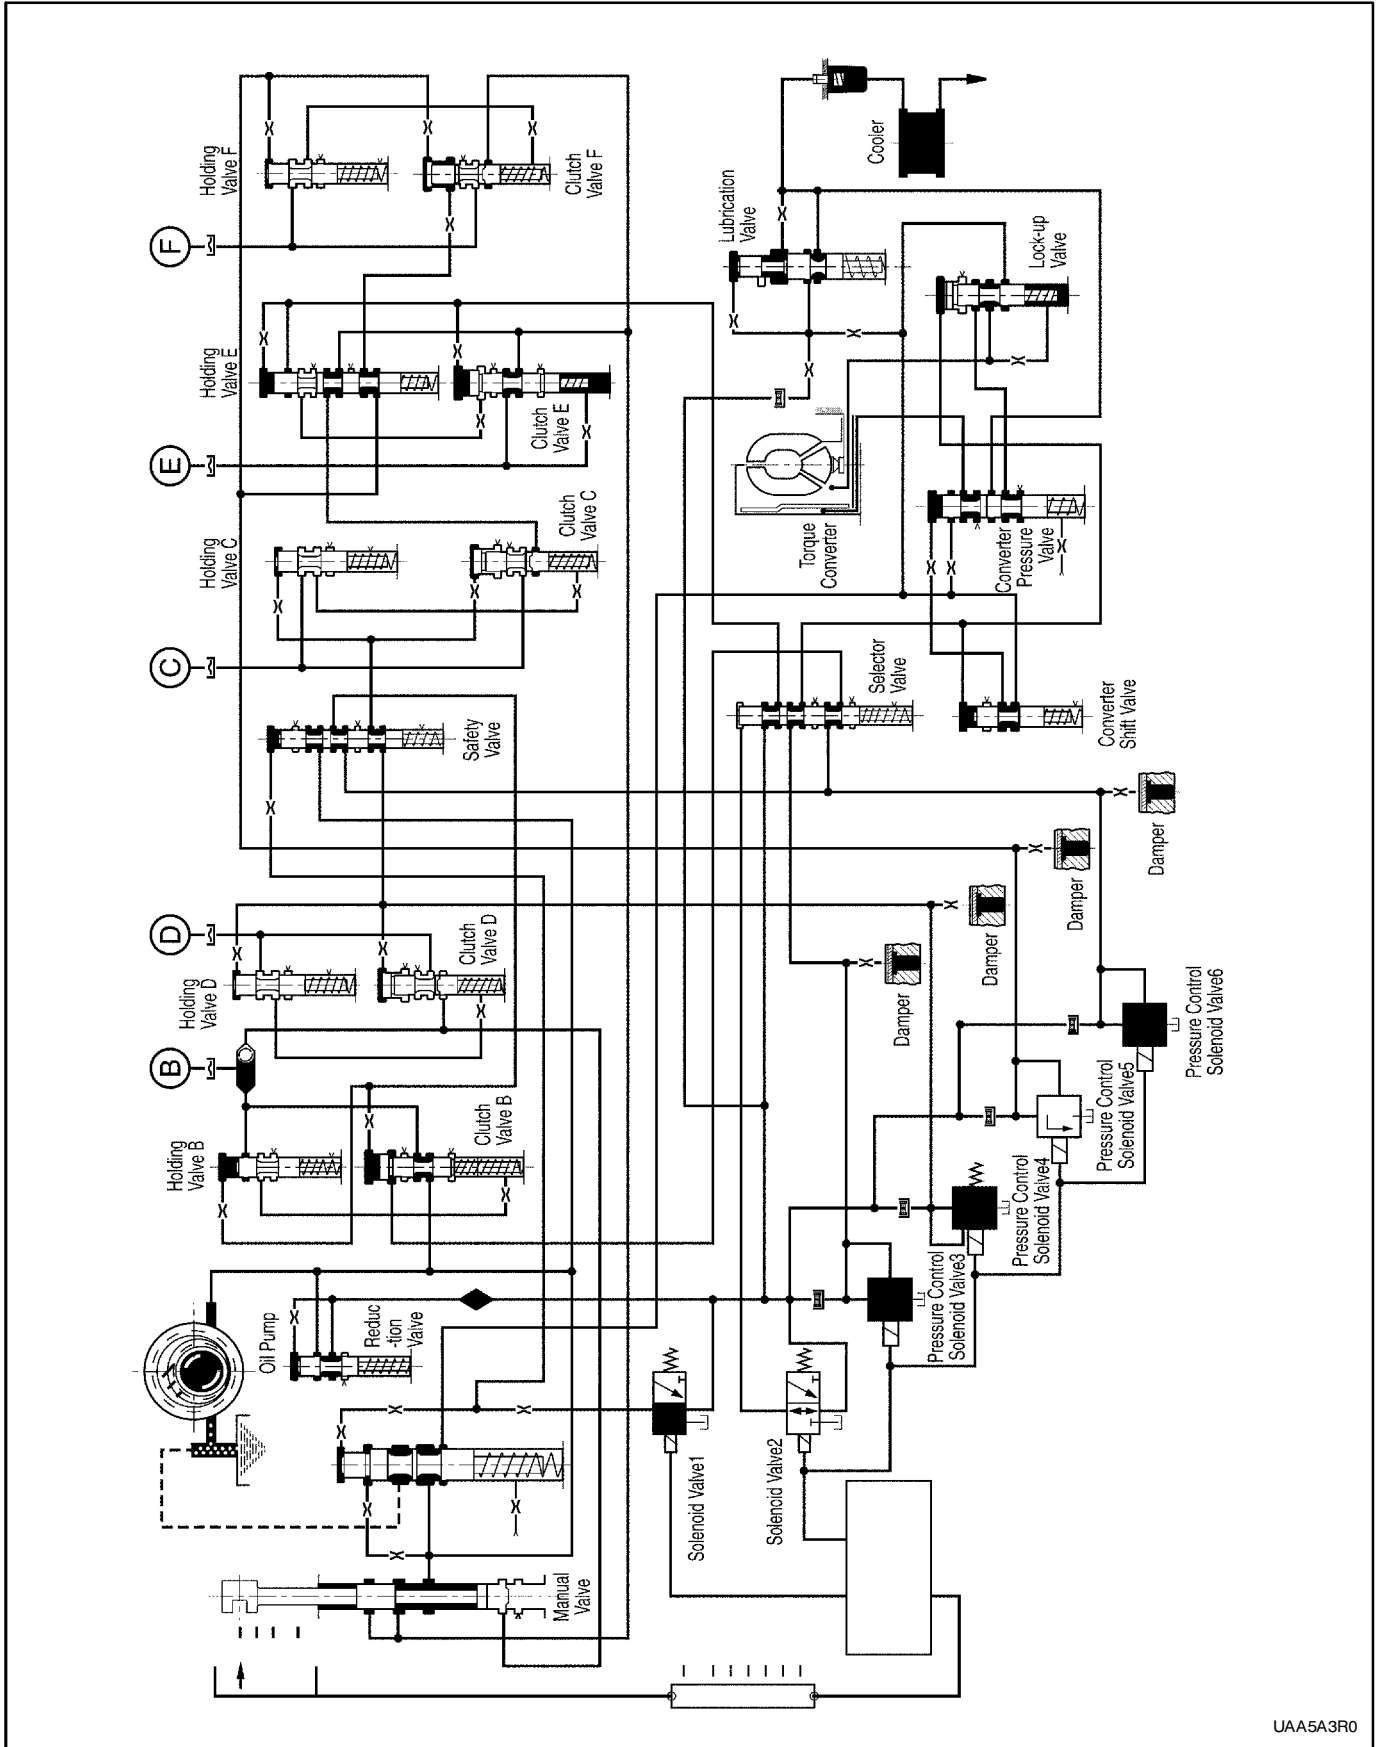 Holding
Valve F
Clutch
Valve F
F
Holding
Valve E
Clutch
Valve E
E
Holding
Valve C
Clutch
Valve C
C
Safety
Valve
D
Holding
Valve D
Clutch
Valve D
B
Holding
Valve B
Clutch
Valve B
Oil Pump
Reduc
-tion
Valve
Manual
Valve
Cooler
Lubrication
Valve
Lock-up
Valve
Torque
Converter
Converter
Pressure
Valve
Selector
Valve
Converter
Shift Valve
Damper
Damper
Damper
Damper
Pressure Control
Solenoid Valve6
Pressure Control
Solenoid Valve5
Pressure Control
Solenoid Valve4
Pressure Control
Solenoid Valve3
Solenoid Valve1
Solenoid Valve2
UAA5A3R0